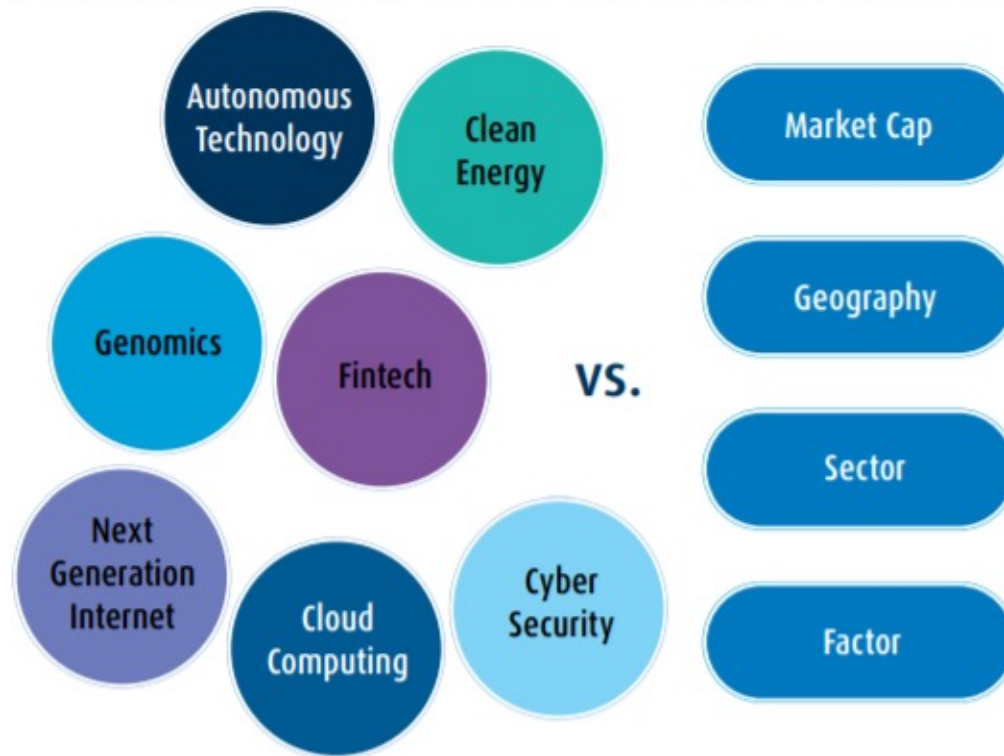 Autonomous
Technology
Clean
Energy
Genomics
Fintech
Next
Generation
Internet
Cloud
Computing
Cyber
Security
vs.
Market Cap
Geography
Sector
Factor